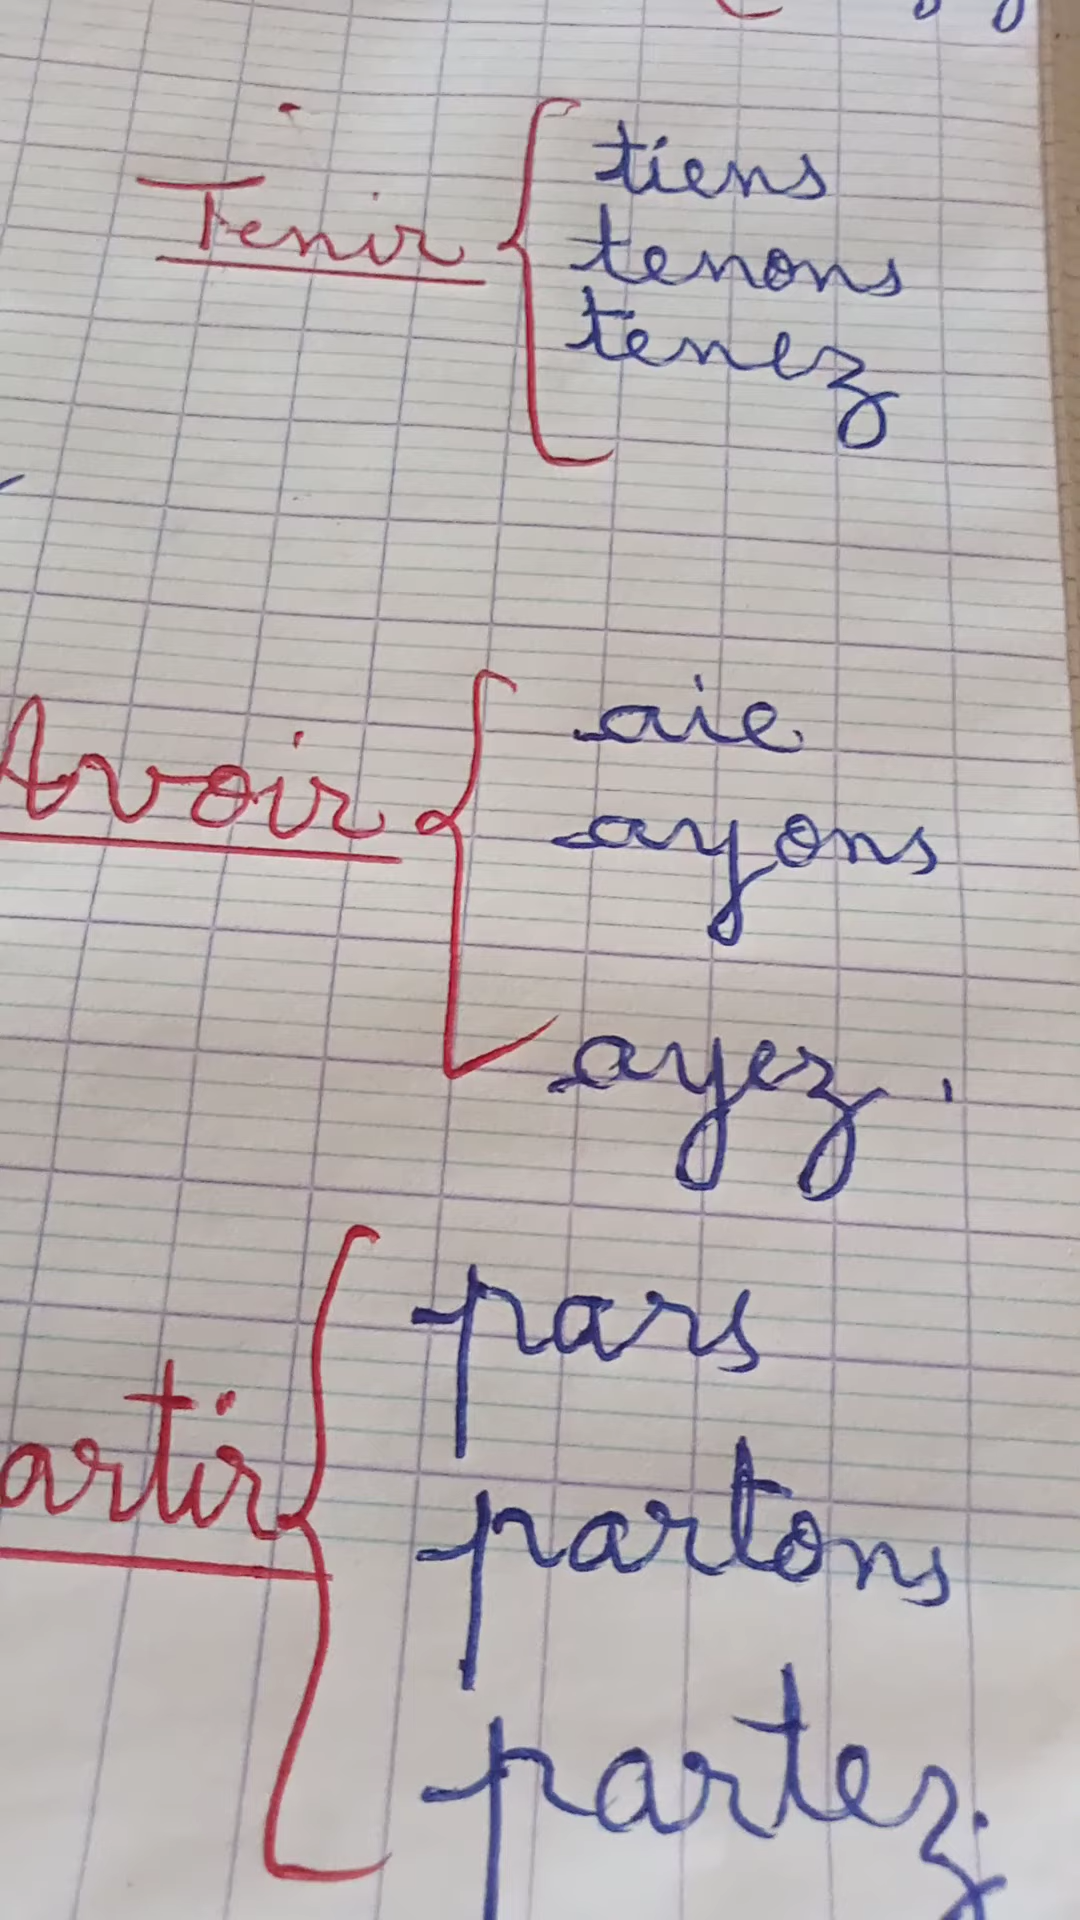 tiens
Tenir
tenons
tenez
aie
Avoir
ayons
ayez.
pars
artir
partons
partez.